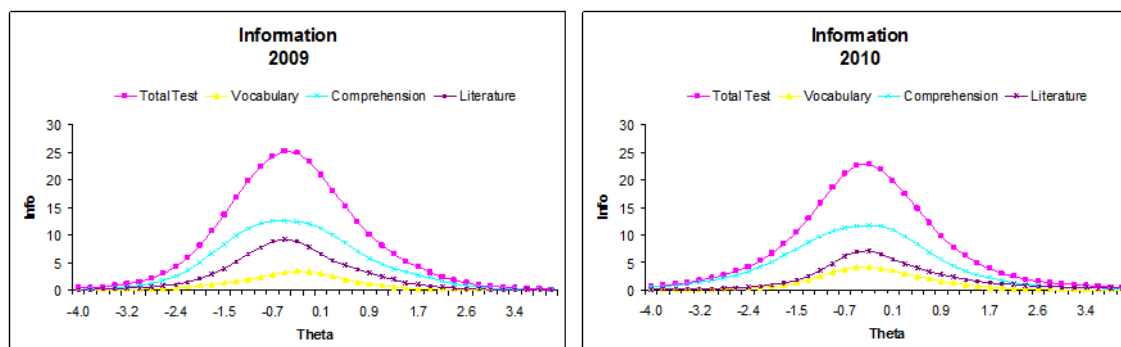 Information
2009
Total Test Vocabulary Comprehension Literature
30
25
20
15
10
5
0
Info
-4.0 -3.2 -2.4 -1.5 -0.7 0.1 0.9 1.7 2.6 3.4
Theta
Information
2010
Total Test Vocabulary Comprehension Literature
30
25
20
15
10
5
0
Info
-4.0 -3.2 -2.4 -1.5 -0.7 0.1 0.9 1.7 2.6 3.4
Theta